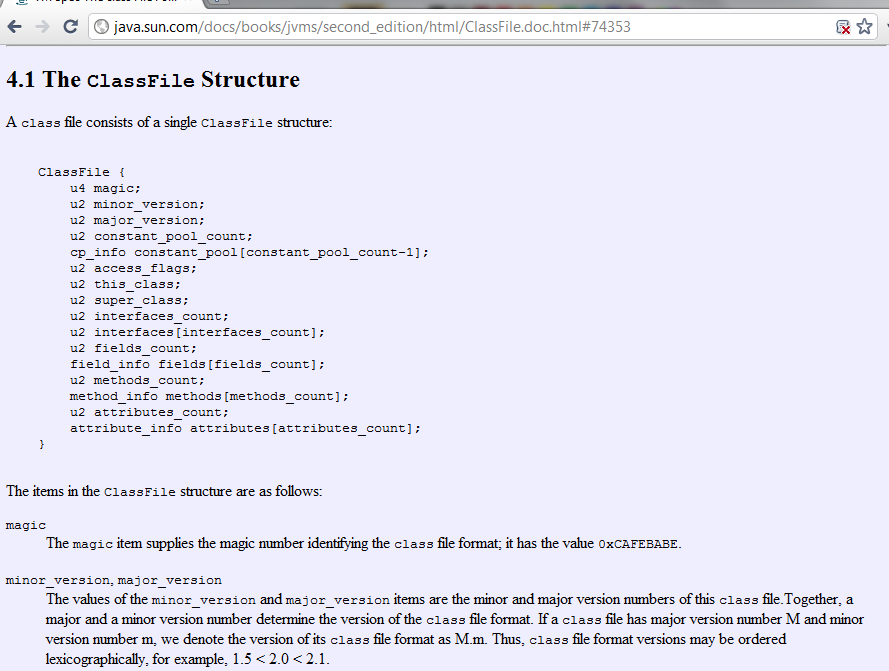 java.sun.com/docs/books/jvms/second_edition/html/ClassFile.doc.html#74353
4.1 The ClassFile Structure
A class file consists of a single ClassFile structure:
ClassFile {
u4 magic;
u2 minor_version;
u2 major_version;
u2 constant_pool_count;
cp_info constant_pool[constant_pool_count-1];
u2 access_flags;
u2 this_class;
u2 super_class;
u2 interfaces_count;
u2 interfaces[interfaces_count];
u2 fields_count;
field_info fields[fields_count];
u2 methods_count;
method_info methods[methods_count];
u2 attributes_count;
attribute_info attributes[attributes_count];
}
The items in the ClassFile structure are as follows:
magic
The magic item supplies the magic number identifying the class file format; it has the value 0xCAFEBABE.
minor_version, major_version
The values of the minor_version and major_version items are the minor and major version numbers of this class file.Together, a
major and a minor version number determine the version of the class file format. If a class file has major version number M and minor
version number m, we denote the version of its class file format as M.m. Thus, class file format versions may be ordered
lexicographically, for example, 1.5 < 2.0 < 2.1.